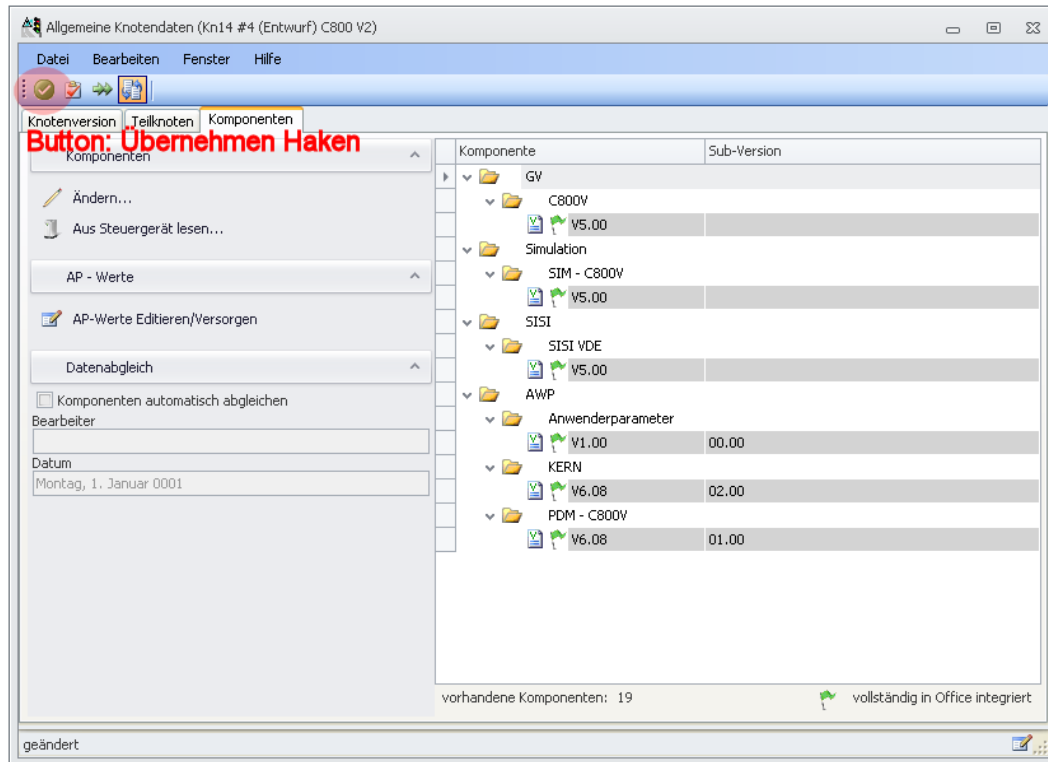 Allgemeine Knotendaten (Kn14 #4 (Entwurf) C800 V2)
Datei Bearbeiten Fenster Hilfe
Knotenversion Teilknoten Komponenten
Button: Übernehmen Haken
Komponenten
Ändern...
Aus Steuergerät lesen...
AP - Werte
AP-Werte Editieren/Versorgen
Datenabgleich
Komponenten automatisch abgleichen
Bearbeiter
Datum
Montag, 1. Januar 0001
Komponente Sub-Version
GV
C800V
V5.00
Simulation
SIM - C800V
V5.00
SISI
SISI VDE
V5.00
AWP
Anwenderparameter
V1.00 00.00
KERN
V6.08 02.00
PDM - C800V
V6.08 01.00
vorhandene Komponenten: 19 vollständig in Office integriert
geändert